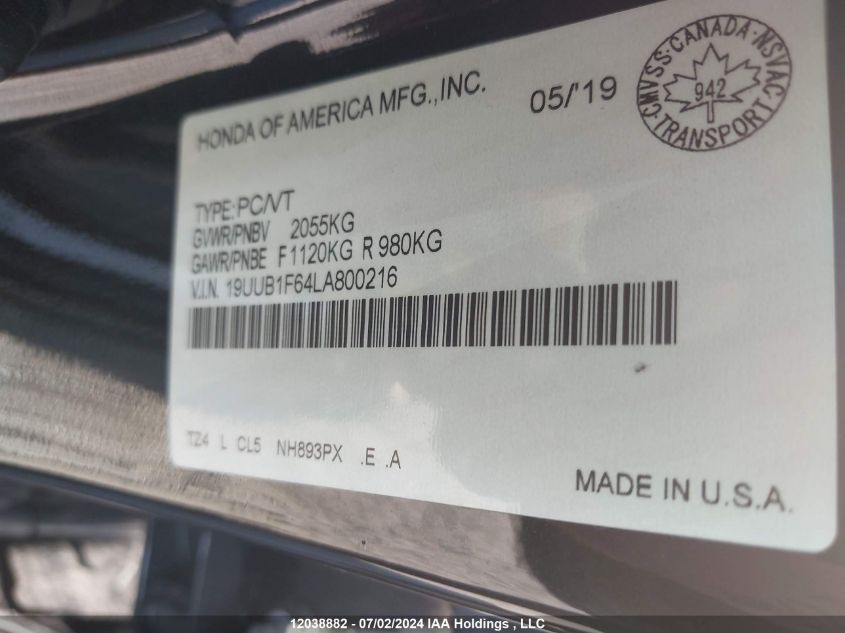 HONDA OF AMERICA MFG.,INC.
05/'19
CMVSS·CANADA·NSVAC
942
TRANSPORT
TYPE:PC/VT
GVWR/PNBV 2055KG
GAWR/PNBE F1120KG R 980KG
V.I.N. 19UUB1F64LA800216
TZ4 L CL5 NH893PX .E .A
MADE IN U.S.A.
12038882 - 07/02/2024 IAA Holdings , LLC